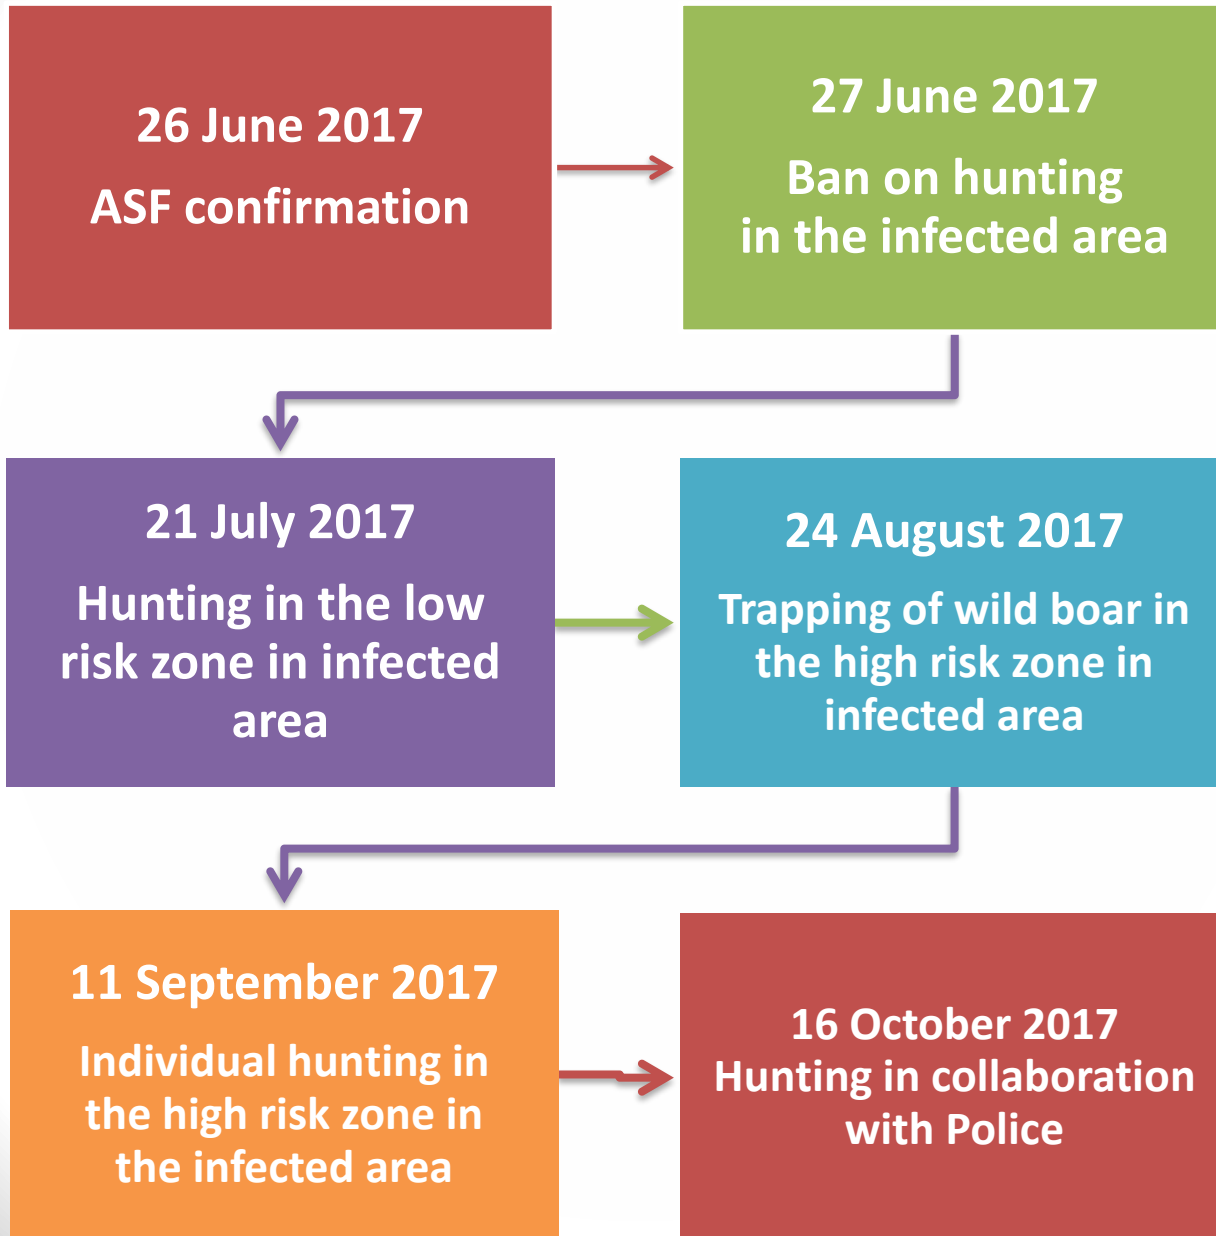 26 June 2017
ASF confirmation
27 June 2017
Ban on hunting
in the infected area
21 July 2017
Hunting in the low
risk zone in infected
area
24 August 2017
Trapping of wild boar in
the high risk zone in
infected area
11 September 2017
Individual hunting in
the high risk zone in
the infected area
16 October 2017
Hunting in collaboration
with Police